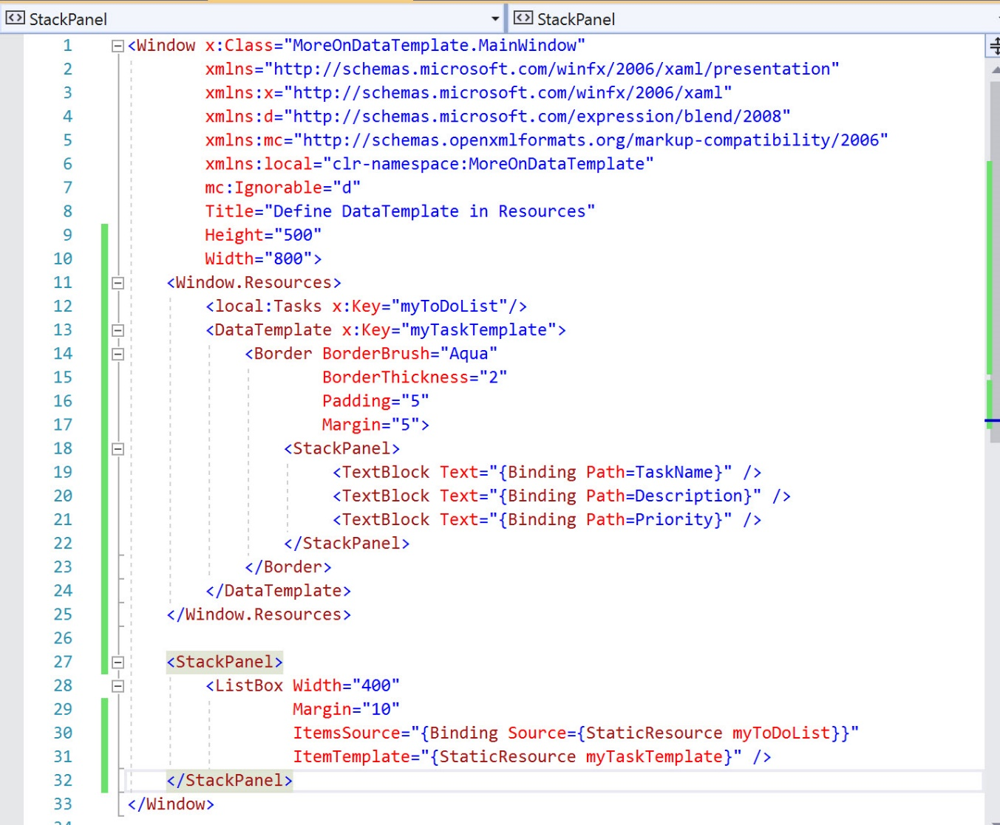 StackPanel StackPanel
1 <Window x:Class="MoreOnDataTemplate.MainWindow"
2 xmlns="http://schemas.microsoft.com/winfx/2006/xaml/presentation"
3 xmlns:x="http://schemas.microsoft.com/winfx/2006/xaml"
4 xmlns:d="http://schemas.microsoft.com/expression/blend/2008"
5 xmlns:mc="http://schemas.openxmlformats.org/markup-compatibility/2006"
6 xmlns:local="clr-namespace:MoreOnDataTemplate"
7 mc:Ignorable="d"
8 Title="Define DataTemplate in Resources"
9 Height="500"
10 Width="800">
11 <Window.Resources>
12 <local:Tasks x:Key="myToDoList"/>
13 <DataTemplate x:Key="myTaskTemplate">
14 <Border BorderBrush="Aqua"
15 BorderThickness="2"
16 Padding="5"
17 Margin="5">
18 <StackPanel>
19 <TextBlock Text="{Binding Path=TaskName}" />
20 <TextBlock Text="{Binding Path=Description}" />
21 <TextBlock Text="{Binding Path=Priority}" />
22 </StackPanel>
23 </Border>
24 </DataTemplate>
25 </Window.Resources>
26
27 <StackPanel>
28 <ListBox Width="400"
29 Margin="10"
30 ItemsSource="{Binding Source={StaticResource myToDoList}}"
31 ItemTemplate="{StaticResource myTaskTemplate}" />
32 </StackPanel>
33 </Window>